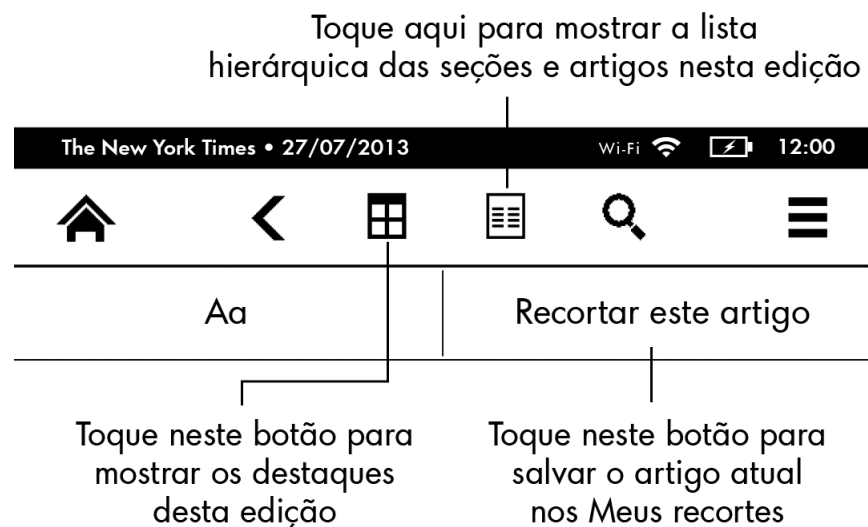 Toque aqui para mostrar a lista
hierárquica das seções e artigos nesta edição
The New York Times • 27/07/2013 Wi-Fi 12:00
Aa Recortar este artigo
Toque neste botão para
mostrar os destaques
desta edição
Toque neste botão para
salvar o artigo atual
nos Meus recortes